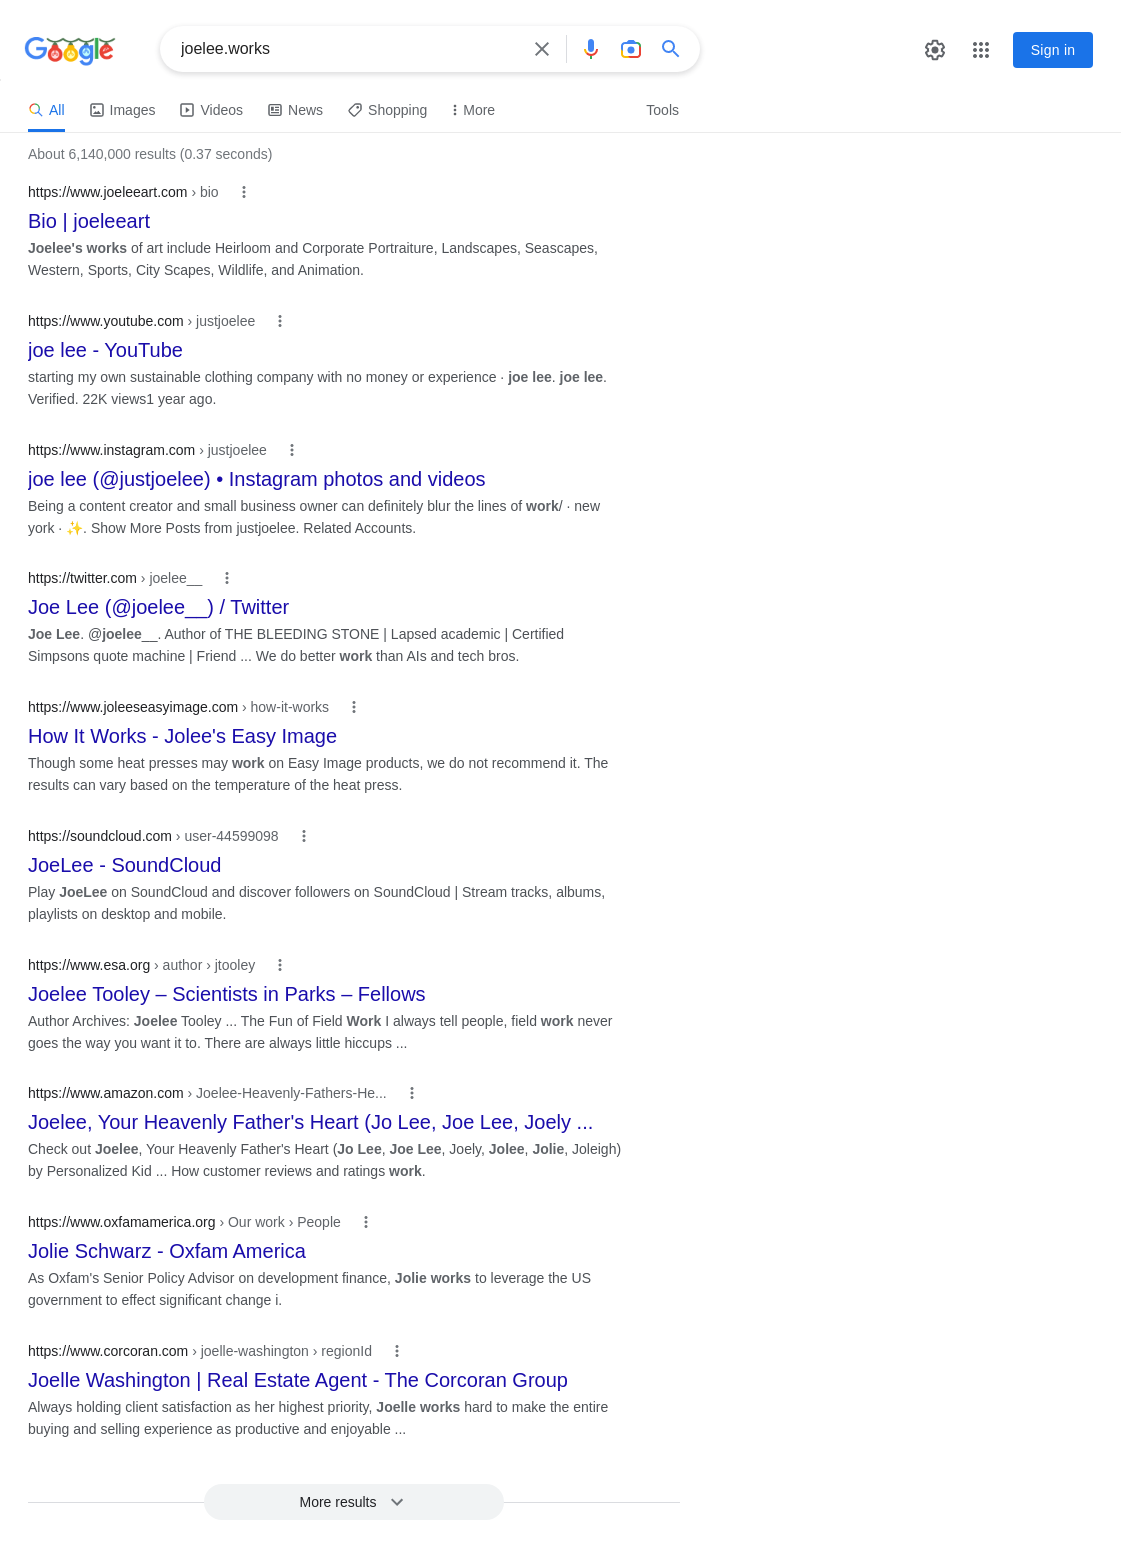 Google
joelee.works
Sign in
All
Images
Videos
News
Shopping
More
Tools
About 6,140,000 results (0.37 seconds)
https://www.joeleeart.com › bio
Bio | joeleeart
Joelee's works of art include Heirloom and Corporate Portraiture, Landscapes, Seascapes,
Western, Sports, City Scapes, Wildlife, and Animation.
https://www.youtube.com › justjoelee
joe lee - YouTube
starting my own sustainable clothing company with no money or experience · joe lee. joe lee.
Verified. 22K views1 year ago.
https://www.instagram.com › justjoelee
joe lee (@justjoelee) • Instagram photos and videos
Being a content creator and small business owner can definitely blur the lines of work/ · new
york · ✨. Show More Posts from justjoelee. Related Accounts.
https://twitter.com › joelee__
Joe Lee (@joelee__) / Twitter
Joe Lee. @joelee__. Author of THE BLEEDING STONE | Lapsed academic | Certified
Simpsons quote machine | Friend ... We do better work than AIs and tech bros.
https://www.joleeseasyimage.com › how-it-works
How It Works - Jolee's Easy Image
Though some heat presses may work on Easy Image products, we do not recommend it. The
results can vary based on the temperature of the heat press.
https://soundcloud.com › user-44599098
JoeLee - SoundCloud
Play JoeLee on SoundCloud and discover followers on SoundCloud | Stream tracks, albums,
playlists on desktop and mobile.
https://www.esa.org › author › jtooley
Joelee Tooley – Scientists in Parks – Fellows
Author Archives: Joelee Tooley ... The Fun of Field Work I always tell people, field work never
goes the way you want it to. There are always little hiccups ...
https://www.amazon.com › Joelee-Heavenly-Fathers-He...
Joelee, Your Heavenly Father's Heart (Jo Lee, Joe Lee, Joely ...
Check out Joelee, Your Heavenly Father's Heart (Jo Lee, Joe Lee, Joely, Jolee, Jolie, Joleigh)
by Personalized Kid ... How customer reviews and ratings work.
https://www.oxfamamerica.org › Our work › People
Jolie Schwarz - Oxfam America
As Oxfam's Senior Policy Advisor on development finance, Jolie works to leverage the US
government to effect significant change i.
https://www.corcoran.com › joelle-washington › regionId
Joelle Washington | Real Estate Agent - The Corcoran Group
Always holding client satisfaction as her highest priority, Joelle works hard to make the entire
buying and selling experience as productive and enjoyable ...
More results